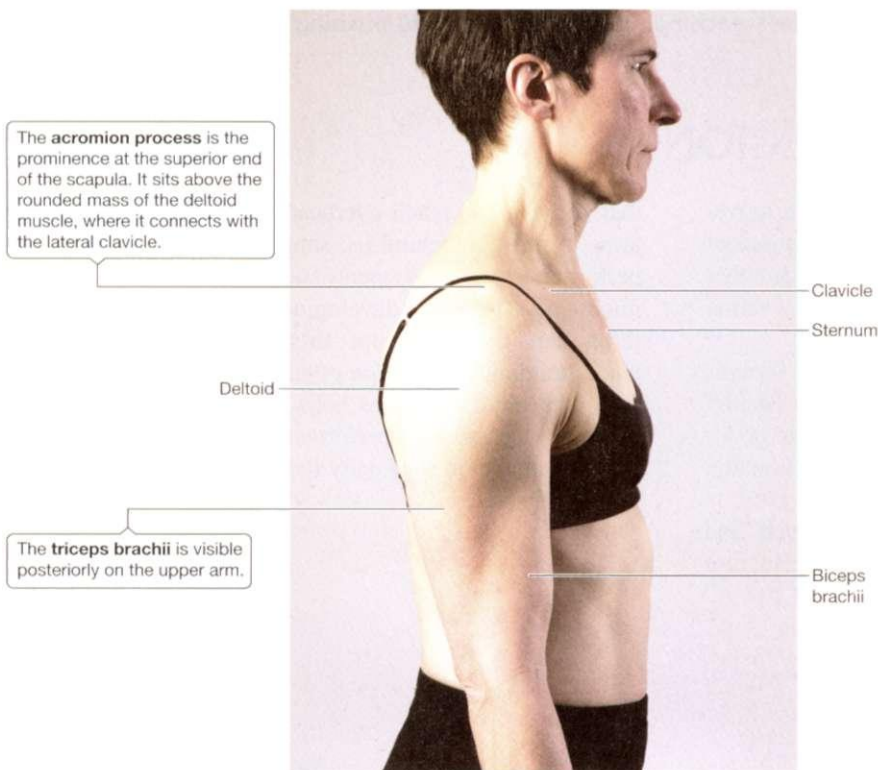 The acromion process is the
prominence at the superior end
of the scapula. It sits above the
rounded mass of the deltoid
muscle, where it connects with
the lateral clavicle.
Clavicle
Sternum
Deltoid
The triceps brachii is visible
posteriorly on the upper arm.
Biceps
brachii